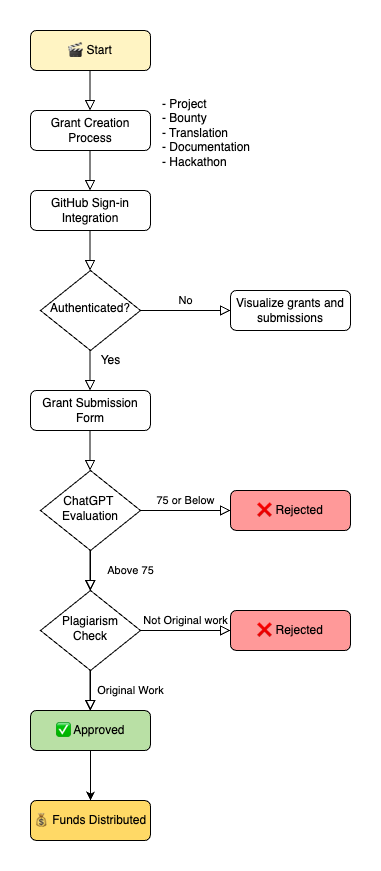 🎬 Start
Grant Creation
Process
- Project
- Bounty
- Translation
- Documentation
- Hackathon
GitHub Sign-in
Integration
Authenticated?
No
Visualize grants and
submissions
Yes
Grant Submission
Form
ChatGPT
Evaluation
75 or Below
❌ Rejected
Above 75
Plagiarism
Check
Not Original work
❌ Rejected
Original Work
✅ Approved
💰 Funds Distributed